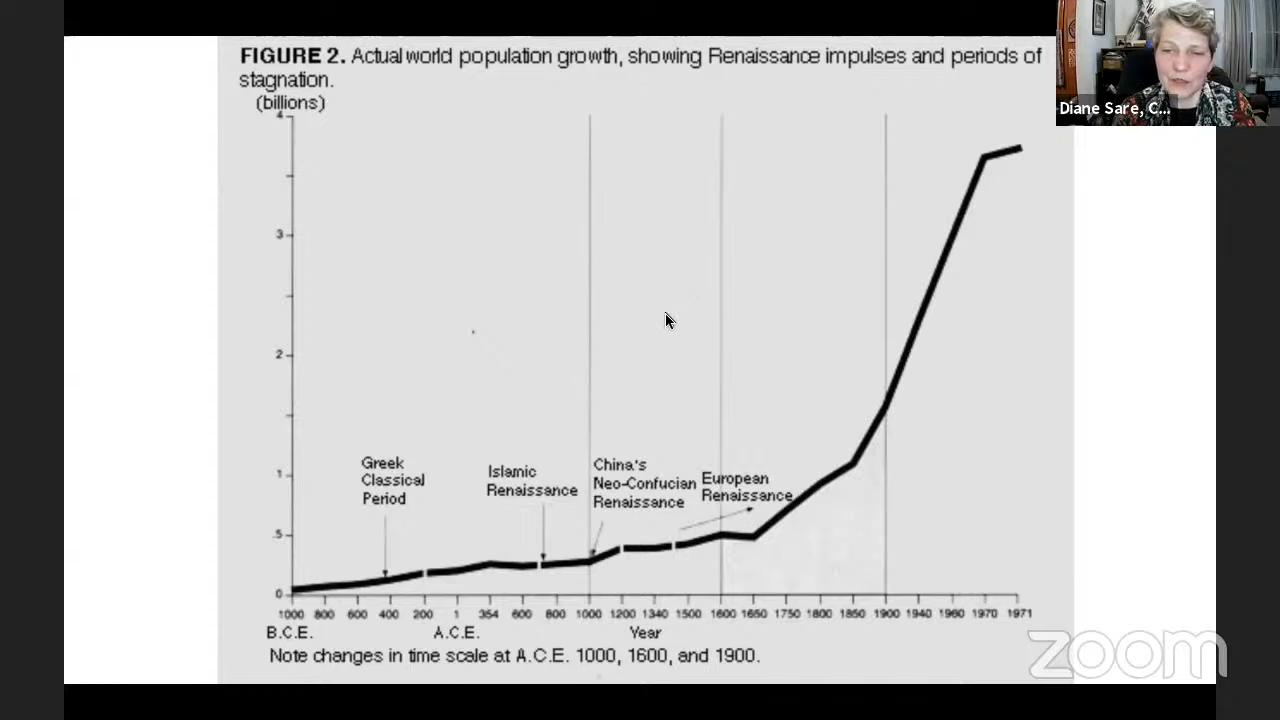 FIGURE 2. Actual world population growth, showing Renaissance impulses and periods of
stagnation.
(billions)
Diane Sare, C...
4
3
2
1
.5
0
Greek
Classical
Period
Islamic
Renaissance
China's
Neo-Confucian
Renaissance
European
Renaissance
1000 800 600 400 200 1 354 600 800 1000 1200 1340 1500 1600 1650 1750 1800 1850 1900 1940 1960 1970 1971
B.C.E. A.C.E. Year
Note changes in time scale at A.C.E. 1000, 1600, and 1900.
zoom